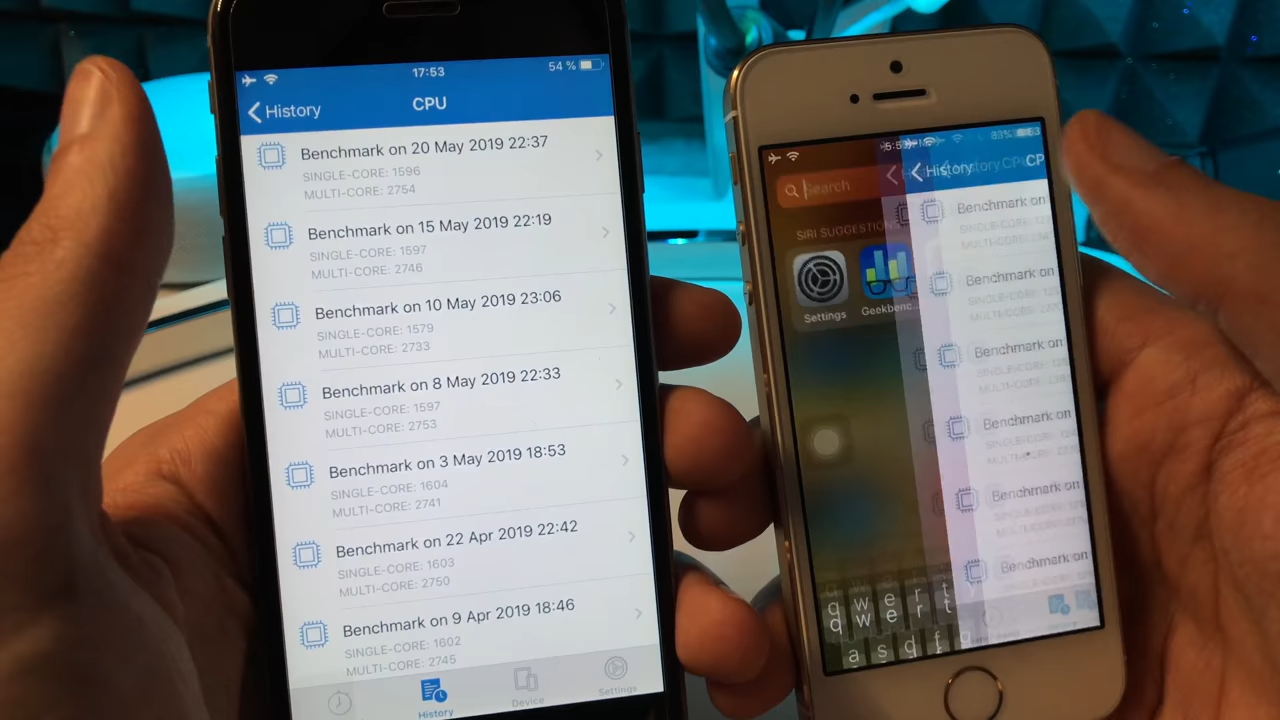 17:53
54 %
History
CPU
Benchmark on 20 May 2019 22:37
SINGLE-CORE: 1596
MULTI-CORE: 2754
Benchmark on 15 May 2019 22:19
SINGLE-CORE: 1597
MULTI-CORE: 2746
Benchmark on 10 May 2019 23:06
SINGLE-CORE: 1579
MULTI-CORE: 2733
Benchmark on 8 May 2019 22:33
SINGLE-CORE: 1597
MULTI-CORE: 2753
Benchmark on 3 May 2019 18:53
SINGLE-CORE: 1604
MULTI-CORE: 2741
Benchmark on 22 Apr 2019 22:42
SINGLE-CORE: 1603
MULTI-CORE: 2750
Benchmark on 9 Apr 2019 18:46
SINGLE-CORE: 1602
MULTI-CORE: 2745
History
Device
Settings
83%
Search
History
CP
SIRI SUGGESTION
Settings
Geekbenc...
Benchmark on
Benchmark on
Benchmark on
Benchmark on
Benchmark on
Benchmark on
q w e r t
a s d f